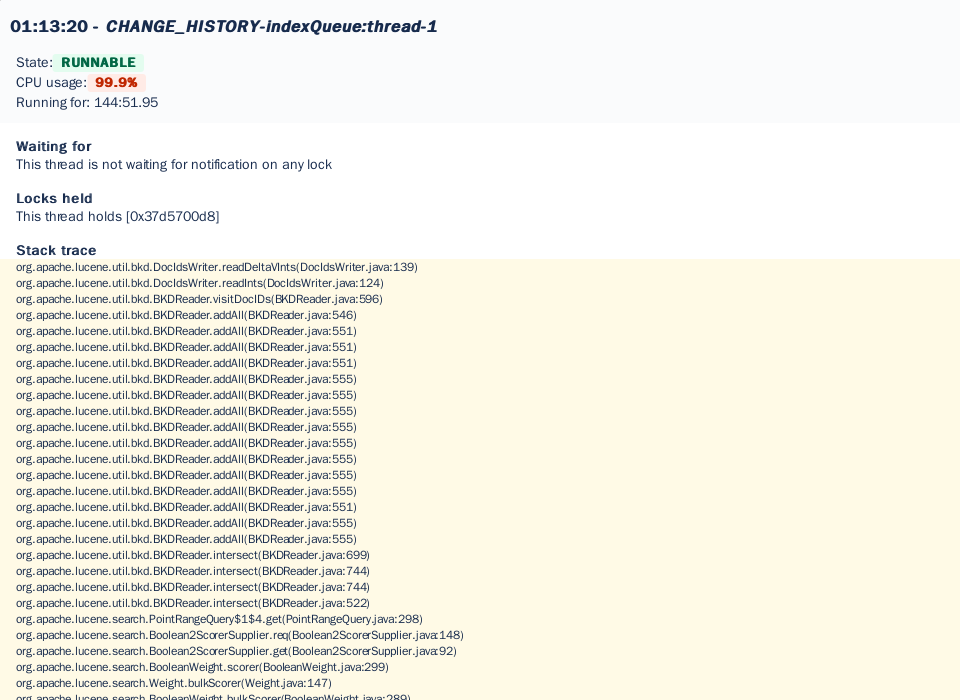 01:13:20 - CHANGE_HISTORY-indexQueue:thread-1
State: RUNNABLE
CPU usage: 99.9%
Running for: 144:51.95
Waiting for
This thread is not waiting for notification on any lock
Locks held
This thread holds [0x37d5700d8]
Stack trace
org.apache.lucene.util.bkd.DocIdsWriter.readDeltaVInts(DocIdsWriter.java:139)
org.apache.lucene.util.bkd.DocIdsWriter.readInts(DocIdsWriter.java:124)
org.apache.lucene.util.bkd.BKDReader.visitDocIDs(BKDReader.java:596)
org.apache.lucene.util.bkd.BKDReader.addAll(BKDReader.java:546)
org.apache.lucene.util.bkd.BKDReader.addAll(BKDReader.java:551)
org.apache.lucene.util.bkd.BKDReader.addAll(BKDReader.java:551)
org.apache.lucene.util.bkd.BKDReader.addAll(BKDReader.java:551)
org.apache.lucene.util.bkd.BKDReader.addAll(BKDReader.java:555)
org.apache.lucene.util.bkd.BKDReader.addAll(BKDReader.java:555)
org.apache.lucene.util.bkd.BKDReader.addAll(BKDReader.java:555)
org.apache.lucene.util.bkd.BKDReader.addAll(BKDReader.java:555)
org.apache.lucene.util.bkd.BKDReader.addAll(BKDReader.java:555)
org.apache.lucene.util.bkd.BKDReader.addAll(BKDReader.java:555)
org.apache.lucene.util.bkd.BKDReader.addAll(BKDReader.java:555)
org.apache.lucene.util.bkd.BKDReader.addAll(BKDReader.java:555)
org.apache.lucene.util.bkd.BKDReader.addAll(BKDReader.java:551)
org.apache.lucene.util.bkd.BKDReader.addAll(BKDReader.java:555)
org.apache.lucene.util.bkd.BKDReader.addAll(BKDReader.java:555)
org.apache.lucene.util.bkd.BKDReader.intersect(BKDReader.java:699)
org.apache.lucene.util.bkd.BKDReader.intersect(BKDReader.java:744)
org.apache.lucene.util.bkd.BKDReader.intersect(BKDReader.java:744)
org.apache.lucene.util.bkd.BKDReader.intersect(BKDReader.java:522)
org.apache.lucene.search.PointRangeQuery$1$4.get(PointRangeQuery.java:298)
org.apache.lucene.search.Boolean2ScorerSupplier.req(Boolean2ScorerSupplier.java:148)
org.apache.lucene.search.Boolean2ScorerSupplier.get(Boolean2ScorerSupplier.java:92)
org.apache.lucene.search.BooleanWeight.scorer(BooleanWeight.java:299)
org.apache.lucene.search.Weight.bulkScorer(Weight.java:147)
org.apache.lucene.search.BooleanWeight.bulkScorer(BooleanWeight.java:289)